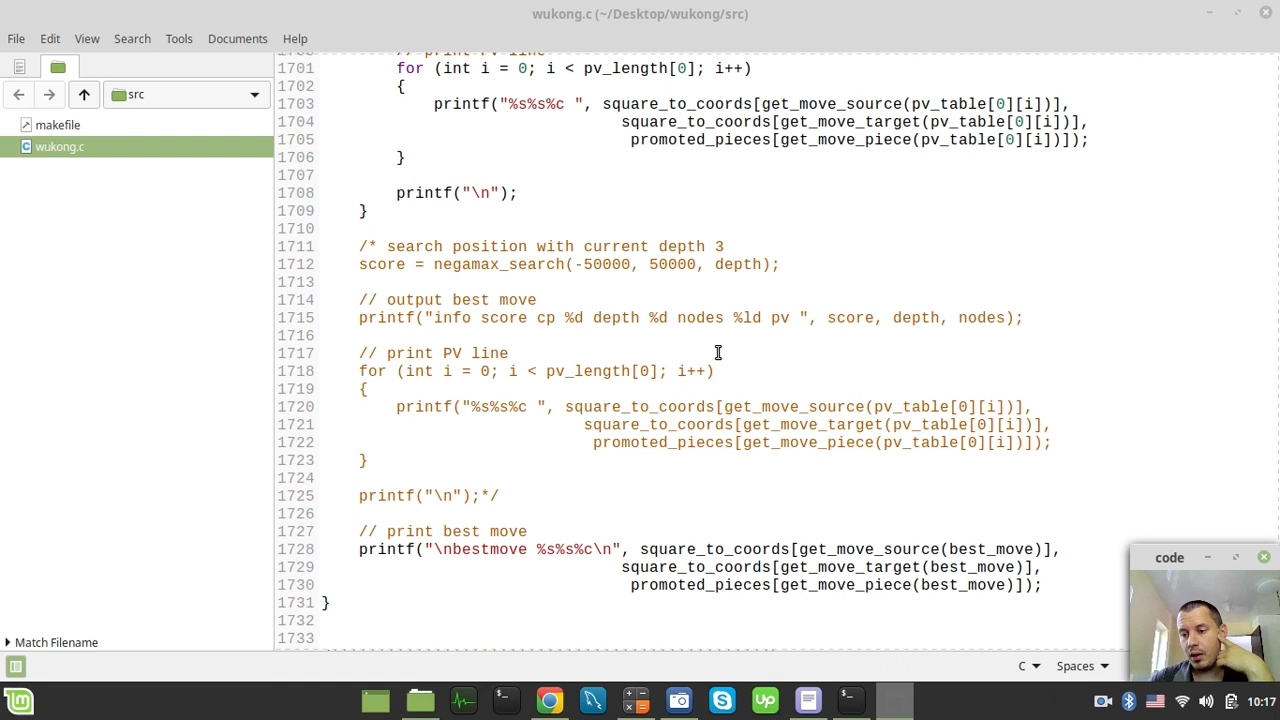 wukong.c (~/Desktop/wukong/src)
File Edit View Search Tools Documents Help
src
makefile
wukong.c
Match Filename
1700 // print PV line
1701 for (int i = 0; i < pv_length[0]; i++)
1702 {
1703 printf("%s%s%c ", square_to_coords[get_move_source(pv_table[0][i])],
1704 square_to_coords[get_move_target(pv_table[0][i])],
1705 promoted_pieces[get_move_piece(pv_table[0][i])]);
1706 }
1707
1708 printf("\n");
1709 }
1710
1711 /* search position with current depth 3
1712 score = negamax_search(-50000, 50000, depth);
1713
1714 // output best move
1715 printf("info score cp %d depth %d nodes %ld pv ", score, depth, nodes);
1716
1717 // print PV line
1718 for (int i = 0; i < pv_length[0]; i++)
1719 {
1720 printf("%s%s%c ", square_to_coords[get_move_source(pv_table[0][i])],
1721 square_to_coords[get_move_target(pv_table[0][i])],
1722 promoted_pieces[get_move_piece(pv_table[0][i])]);
1723 }
1724
1725 printf("\n");*/
1726
1727 // print best move
1728 printf("\nbestmove %s%s%c\n", square_to_coords[get_move_source(best_move)],
1729 square_to_coords[get_move_target(best_move)],
1730 promoted_pieces[get_move_piece(best_move)]);
1731 }
1732
1733
code
C Spaces
Up
10:17